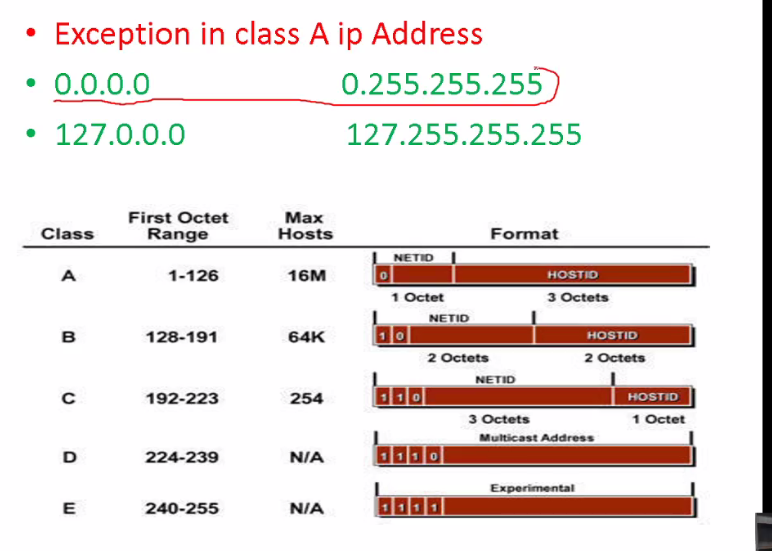 • Exception in class A ip Address
• 0.0.0.0 0.255.255.255
• 127.0.0.0 127.255.255.255
Class First Octet Range Max Hosts Format
NETID
A 1-126 16M 0 HOSTID
1 Octet 3 Octets
NETID
B 128-191 64K 1 0 HOSTID
2 Octets 2 Octets
NETID
C 192-223 254 1 1 0 HOSTID
3 Octets 1 Octet
Multicast Address
D 224-239 N/A 1 1 1 0
Experimental
E 240-255 N/A 1 1 1 1